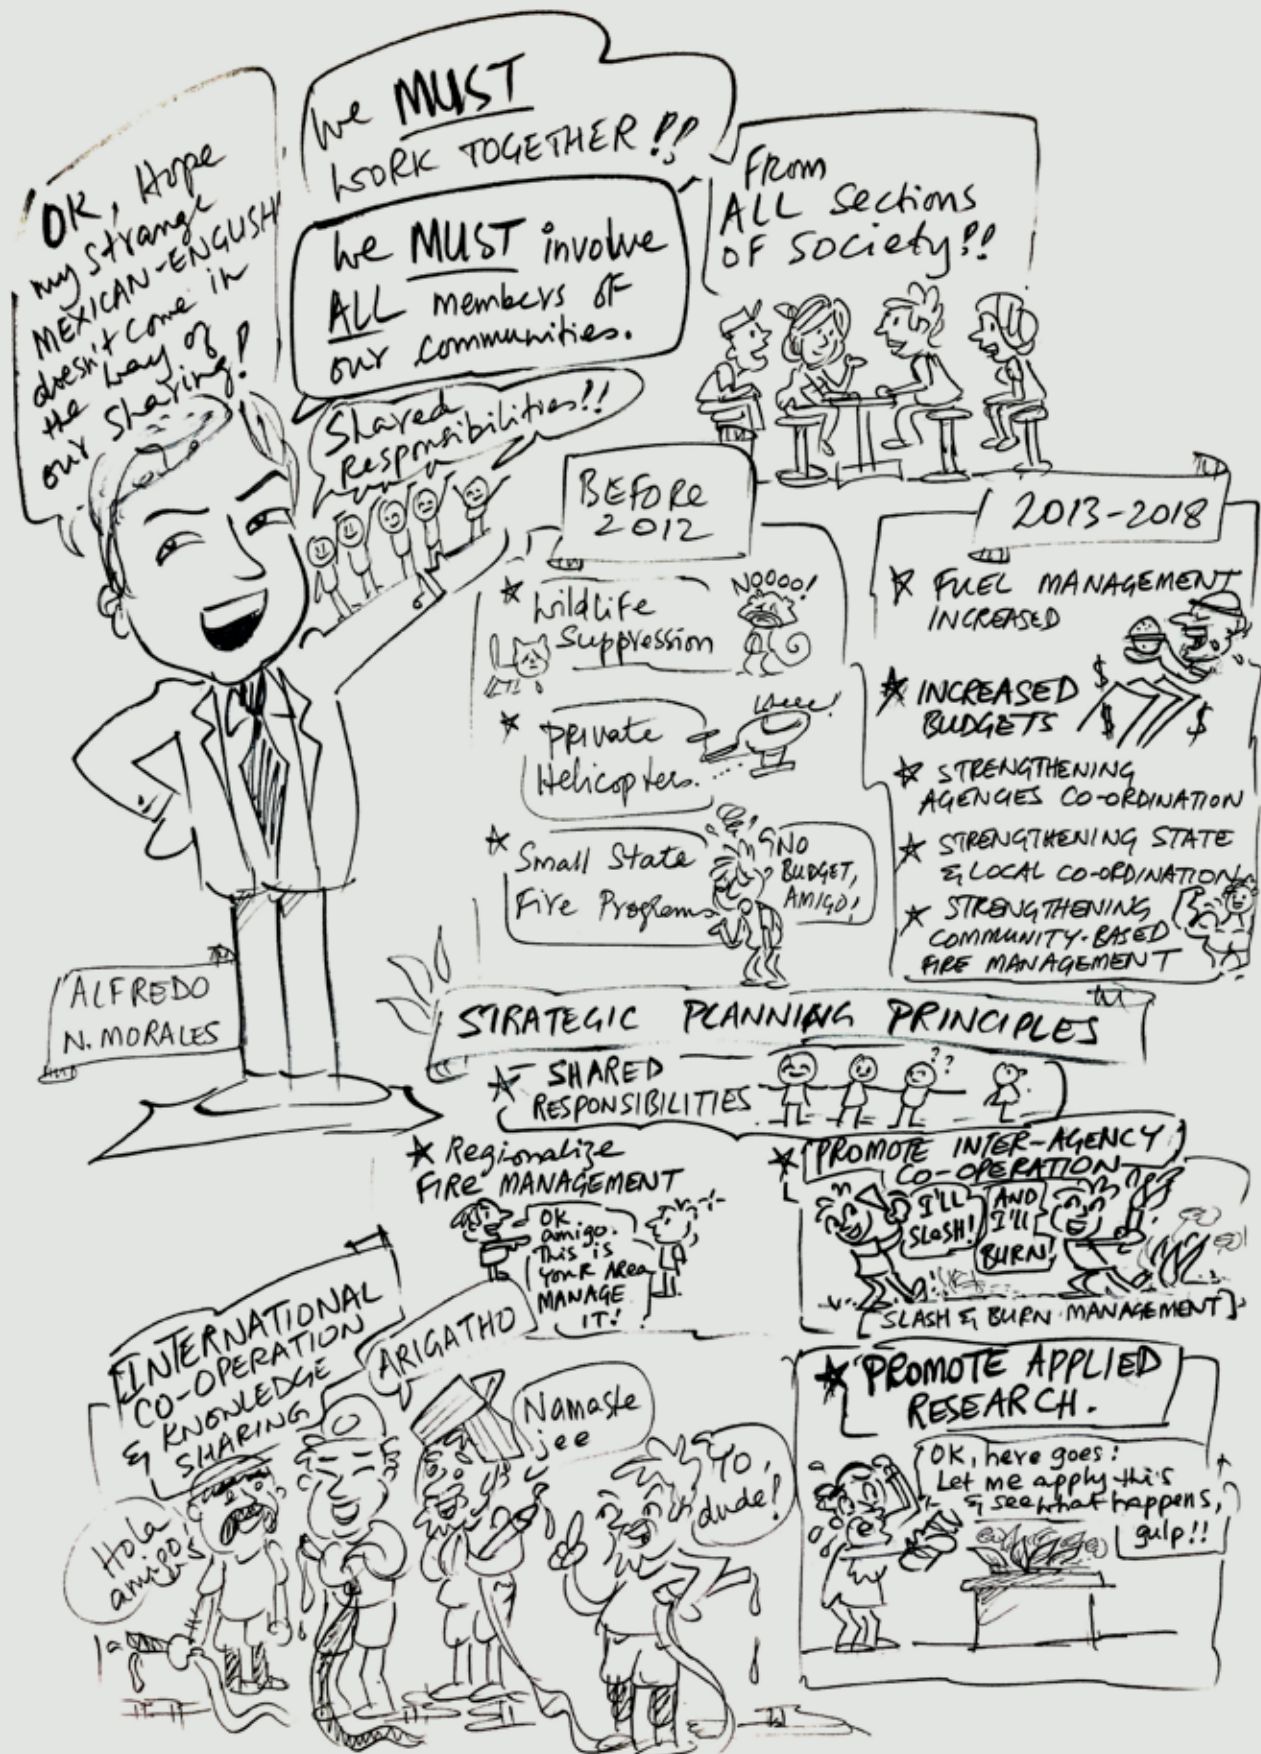 OK, Hope
my strange
MEXICAN-ENGLISH
doesn't come in
the way of
our sharing!
We MUST
WORK TOGETHER!!
We MUST involve
ALL members of
our communities.
From
ALL sections
OF Society!!
Shared
Responsibilities!!
ALFREDO
N. MORALES
BEFORE
2012
Wildlife
Suppression
NOOOO!
Private
Helicopters.
Small State
Fire Programs
NO
BUDGET,
AMIGO!
2013-2018
FUEL MANAGEMENT
INCREASED
INCREASED
BUDGETS
$
$
$
STRENGTHENING
AGENCIES CO-ORDINATION
STRENGTHENING STATE
& LOCAL CO-ORDINATION
STRENGTHENING
COMMUNITY-BASED
FIRE MANAGEMENT
STRATEGIC PLANNING PRINCIPLES
SHARED
RESPONSIBILITIES
??
Regionalize
FIRE MANAGEMENT
OK
amigo.
This is
YOUR AREA
MANAGE
IT!
PROMOTE INTER-AGENCY
CO-OPERATION
I'LL
SLASH!
AND
I'LL
BURN!
SLASH & BURN MANAGEMENT
INTERNATIONAL
CO-OPERATION
& KNOWLEDGE
SHARING
ARIGATHO
Namaste
jee
Yo,
dude!
Hola
amigo!
PROMOTE APPLIED
RESEARCH.
OK, here goes:
Let me apply this
& see what happens,
gulp!!